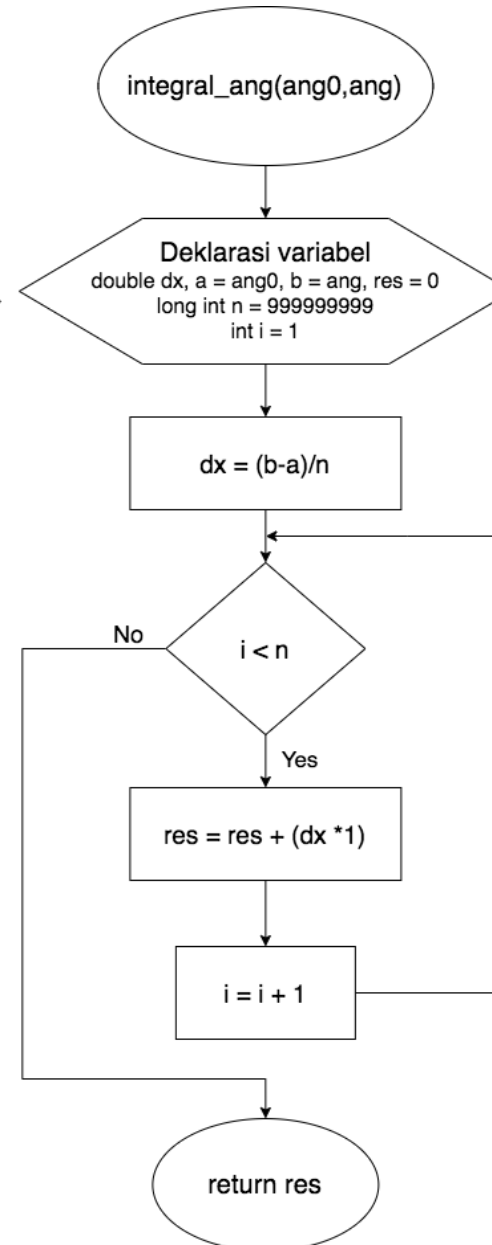 integral_ang(ang0,ang)
Deklarasi variabel
double dx, a = ang0, b = ang, res = 0
long int n = 999999999
int i = 1
dx = (b-a)/n
i < n
No
Yes
res = res + (dx *1)
i = i + 1
return res